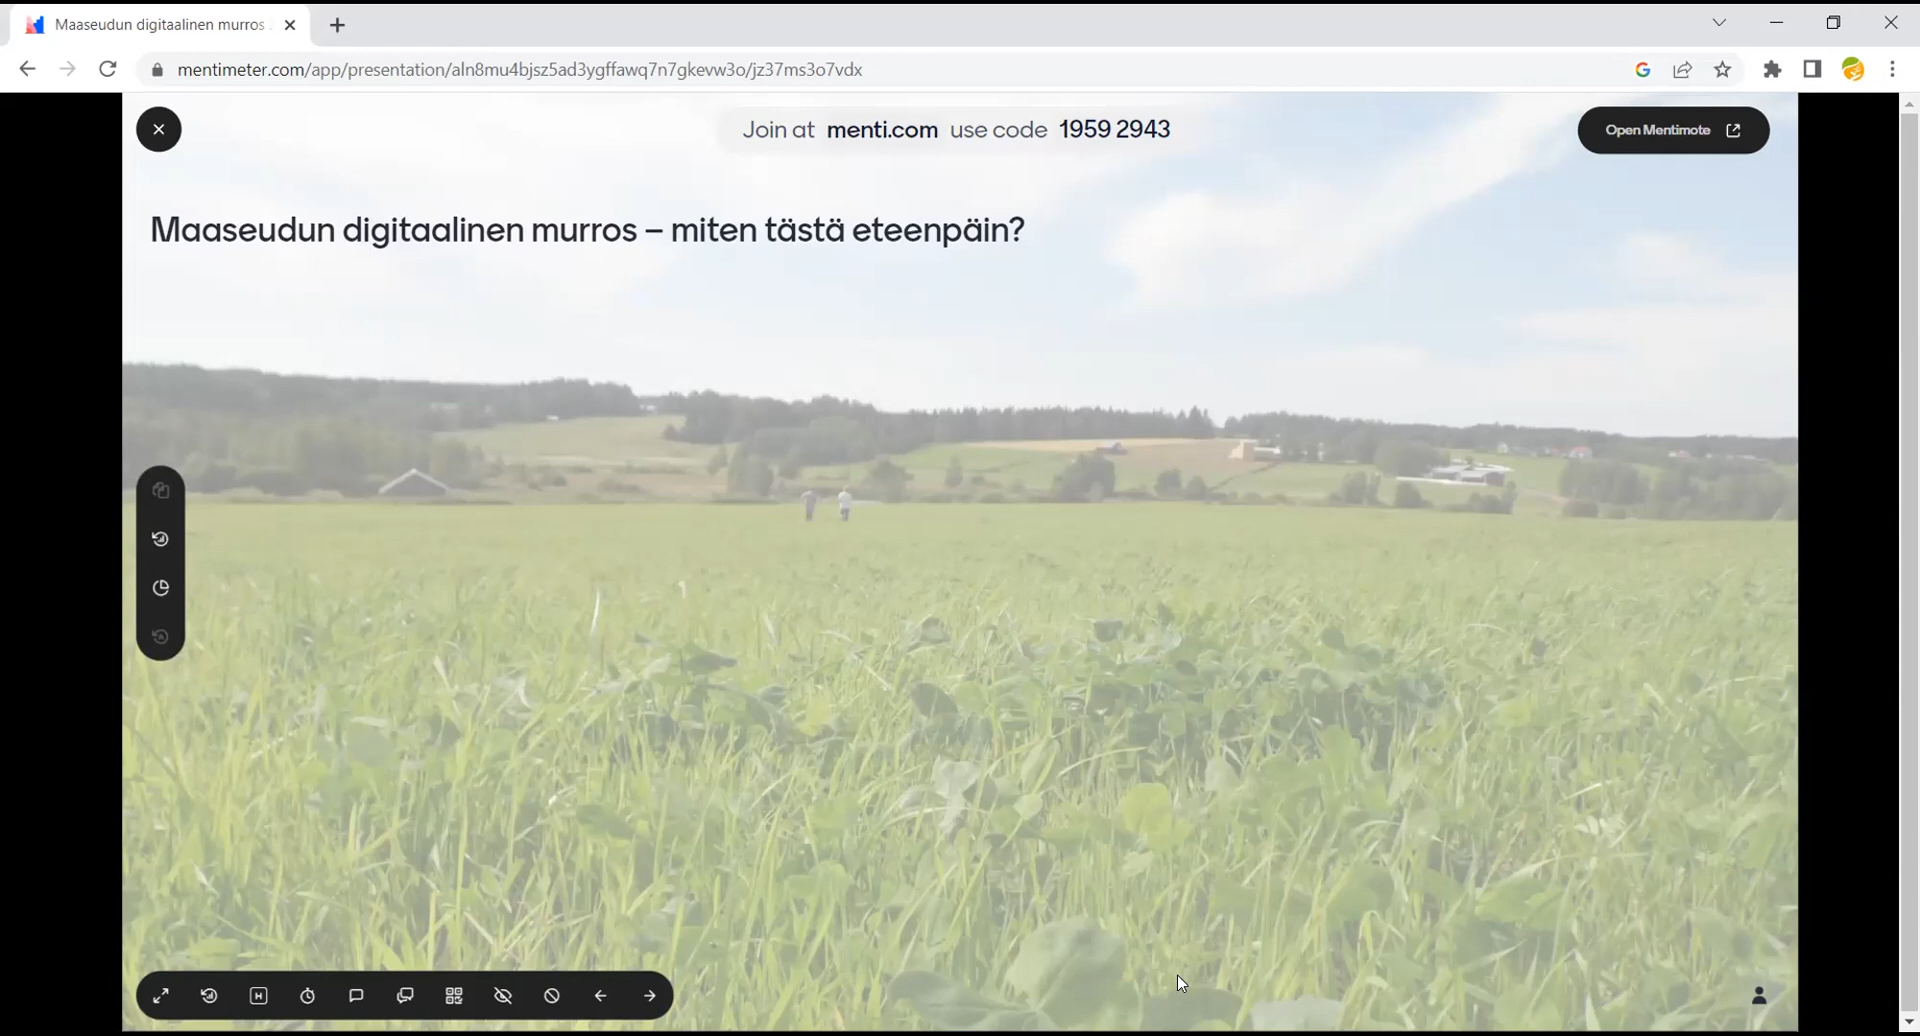 Maaseudun digitaalinen murros
mentimeter.com/app/presentation/aln8mu4bjsz5ad3ygffawq7n7gkevw3o/jz37ms3o7vdx
Join at menti.com use code 1959 2943
Open Mentimote
Maaseudun digitaalinen murros – miten tästä eteenpäin?
H